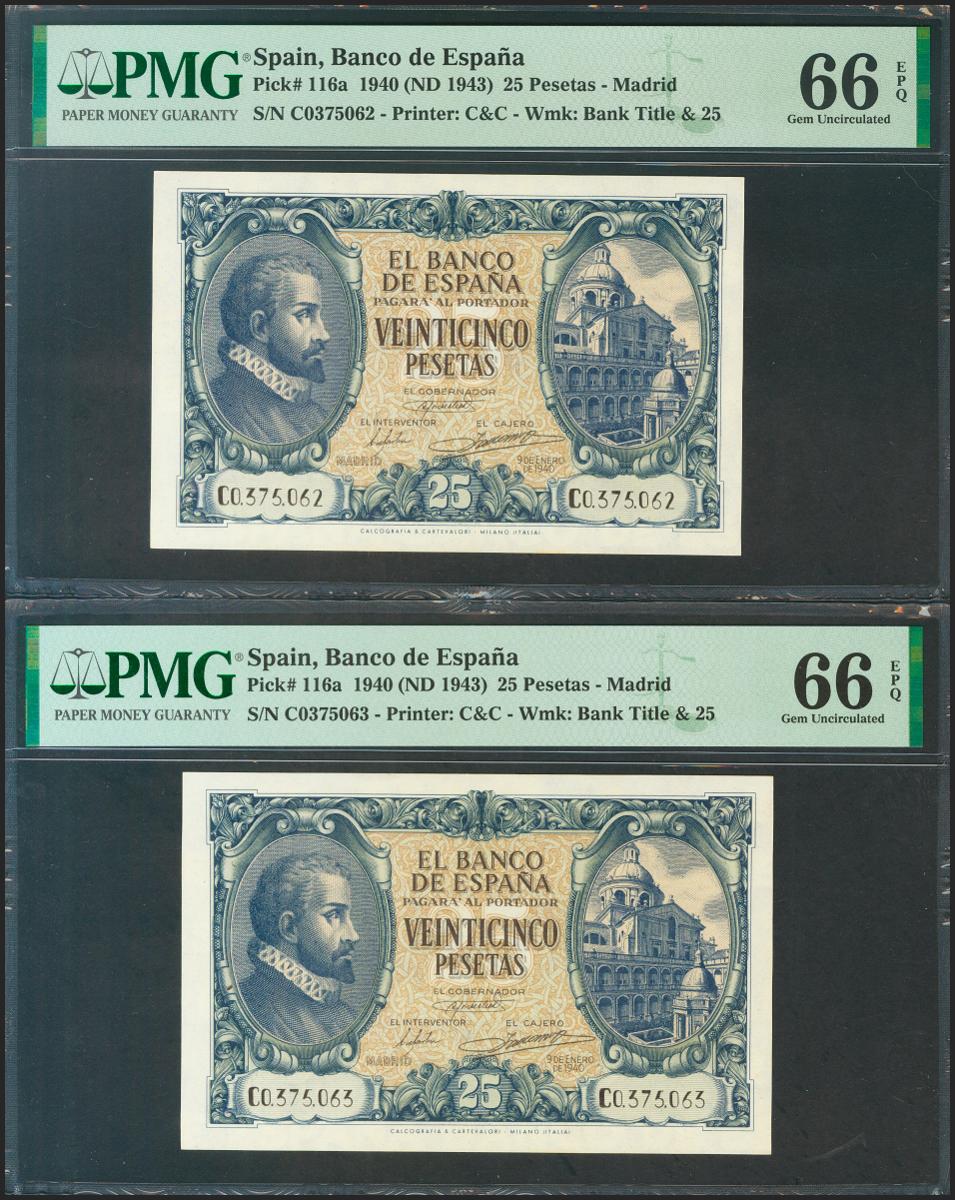 PMG®
PAPER MONEY GUARANTY
Spain, Banco de España
Pick# 116a 1940 (ND 1943) 25 Pesetas - Madrid
S/N C0375062 - Printer: C&C - Wmk: Bank Title & 25
66 EPQ
Gem Uncirculated
EL BANCO
DE ESPAÑA
PAGARA' AL PORTADOR
VEINTICINCO
PESETAS
EL GOBERNADOR
EL INTERVENTOR EL CAJERO
MADRID 9 DE ENERO
DE 1940
C0.375.062 25 C0.375.062
CALCOGRAFIA & CARTEVALORI - MILANO (ITALIA)
PMG®
PAPER MONEY GUARANTY
Spain, Banco de España
Pick# 116a 1940 (ND 1943) 25 Pesetas - Madrid
S/N C0375063 - Printer: C&C - Wmk: Bank Title & 25
66 EPQ
Gem Uncirculated
EL BANCO
DE ESPAÑA
PAGARA' AL PORTADOR
VEINTICINCO
PESETAS
EL GOBERNADOR
EL INTERVENTOR EL CAJERO
MADRID 9 DE ENERO
DE 1940
C0.375.063 25 C0.375.063
CALCOGRAFIA & CARTEVALORI - MILANO (ITALIA)